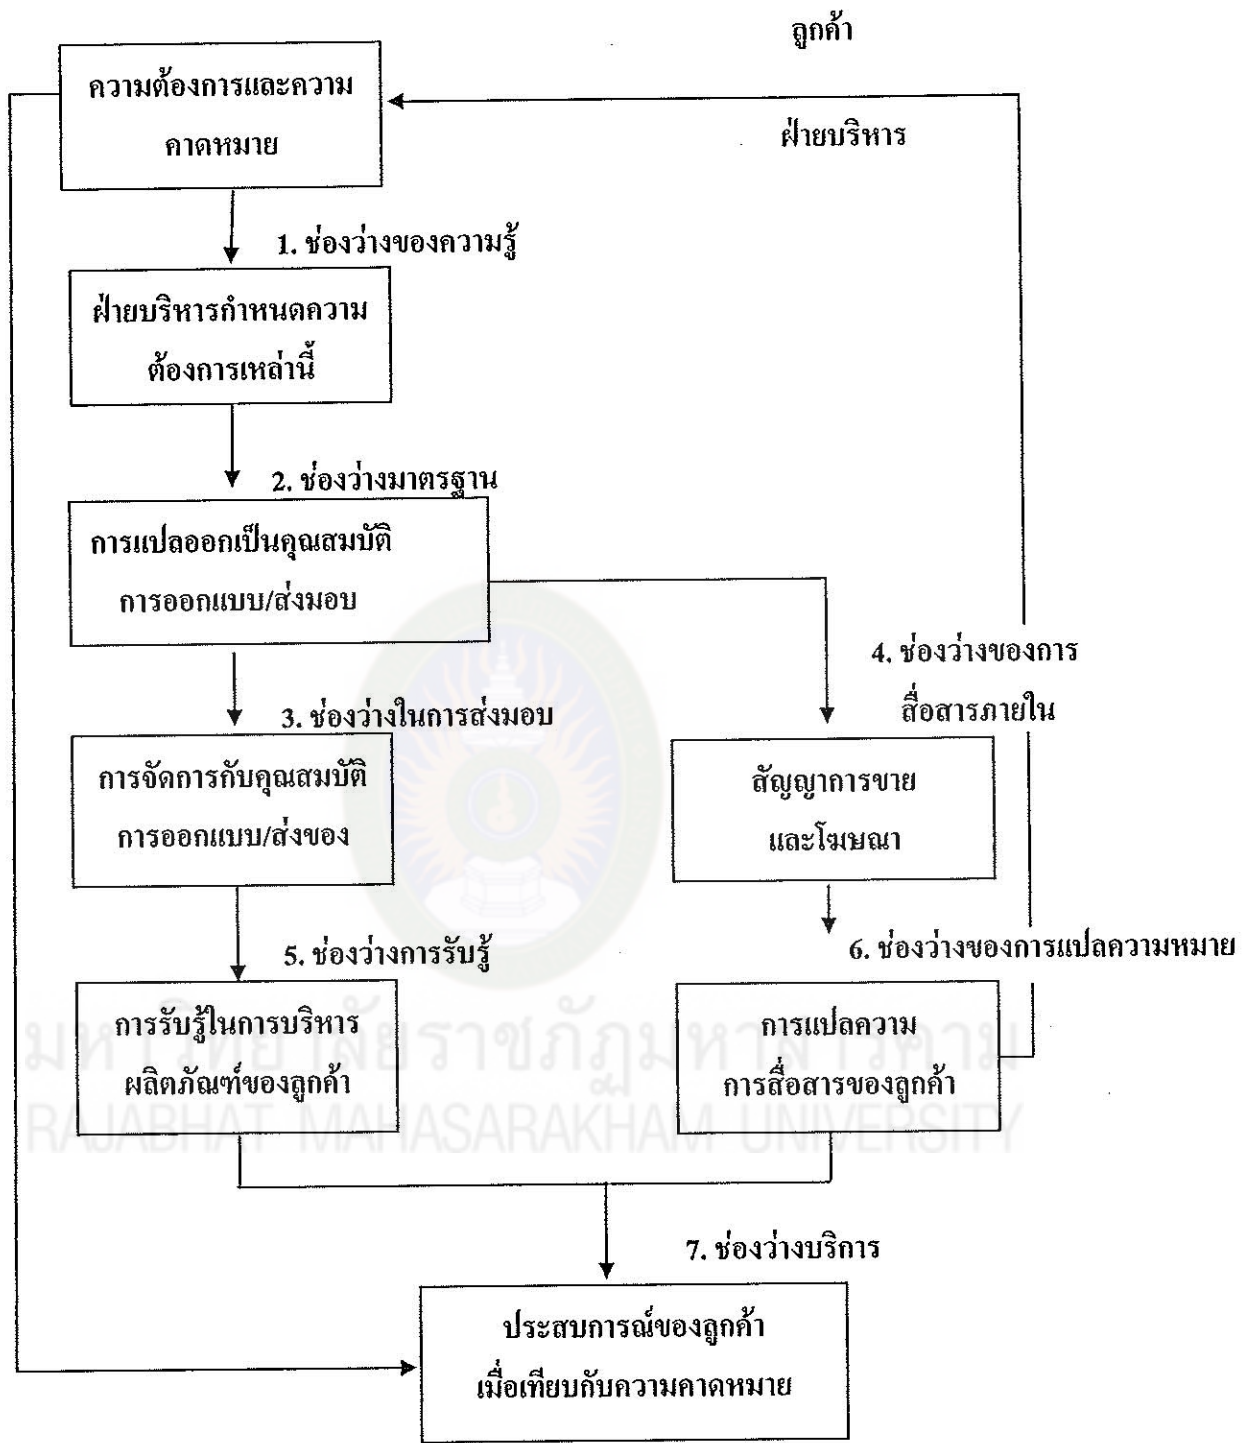 ลูกค้า
ความต้องการและความ
คาดหมาย
ฝ่ายบริหาร
1. ช่องว่างของความรู้
ฝ่ายบริหารกำหนดความ
ต้องการเหล่านี้
2. ช่องว่างมาตรฐาน
การแปลออกเป็นคุณสมบัติ
การออกแบบ/ส่งมอบ
4. ช่องว่างของการ
สื่อสารภายใน
3. ช่องว่างในการส่งมอบ
การจัดการกับคุณสมบัติ
การออกแบบ/ส่งของ
สัญญาการขาย
และโฆษณา
5. ช่องว่างการรับรู้
6. ช่องว่างของการแปลความหมาย
การรับรู้ในการบริหาร
ผลิตภัณฑ์ของลูกค้า
การแปลความ
การสื่อสารของลูกค้า
มหาวิทยาลัยราชภัฏมหาสารคาม
RAJABHAT MAHASARAKHAM UNIVERSITY
7. ช่องว่างบริการ
ประสบการณ์ของลูกค้า
เมื่อเทียบกับความคาดหมาย